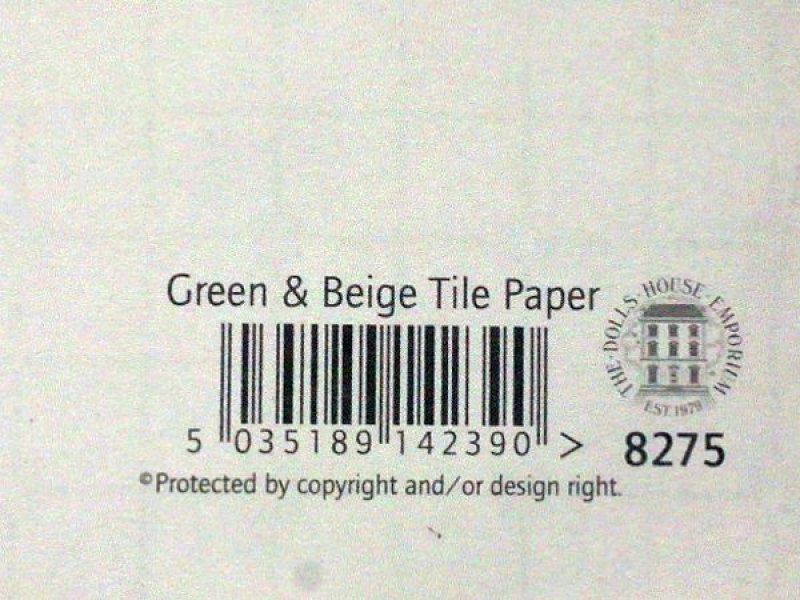 Green & Beige Tile Paper
THE DOLLS HOUSE EMPORIUM
EST. 1979
5 035189 142390 >
8275
©Protected by copyright and/or design right.